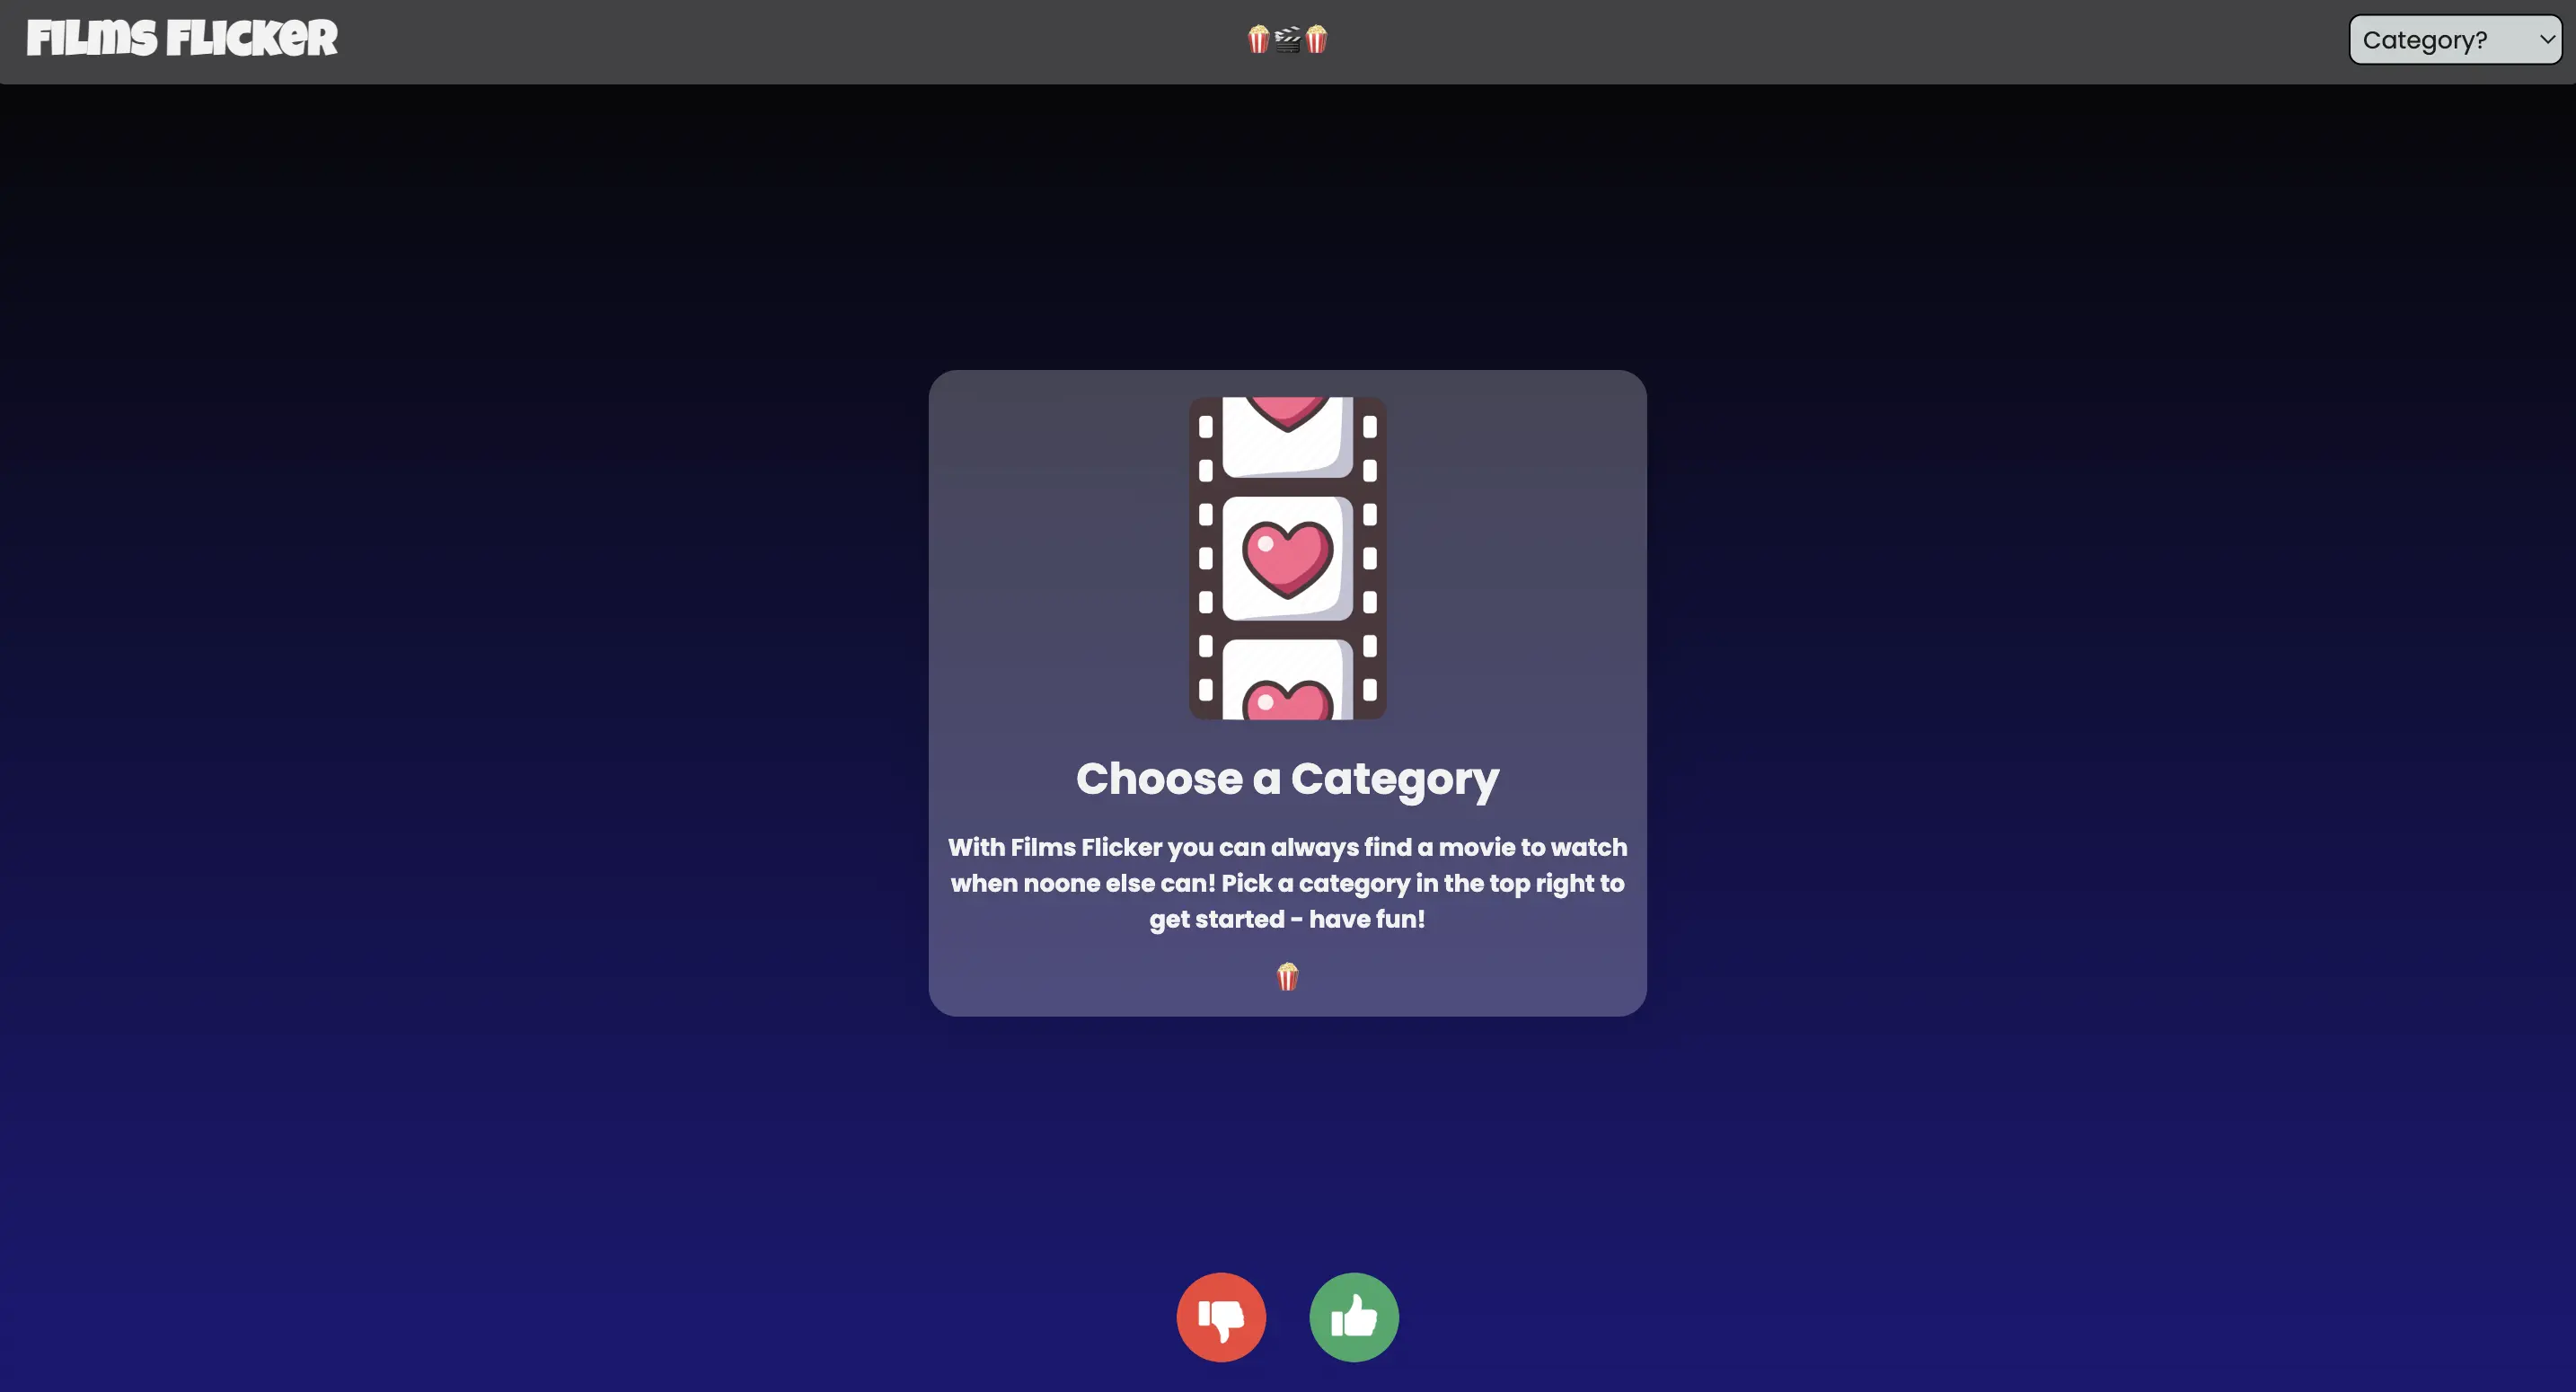 FILMS FLICKER
Category?
Choose a Category
With Films Flicker you can always find a movie to watch
when noone else can! Pick a category in the top right to
get started - have fun!